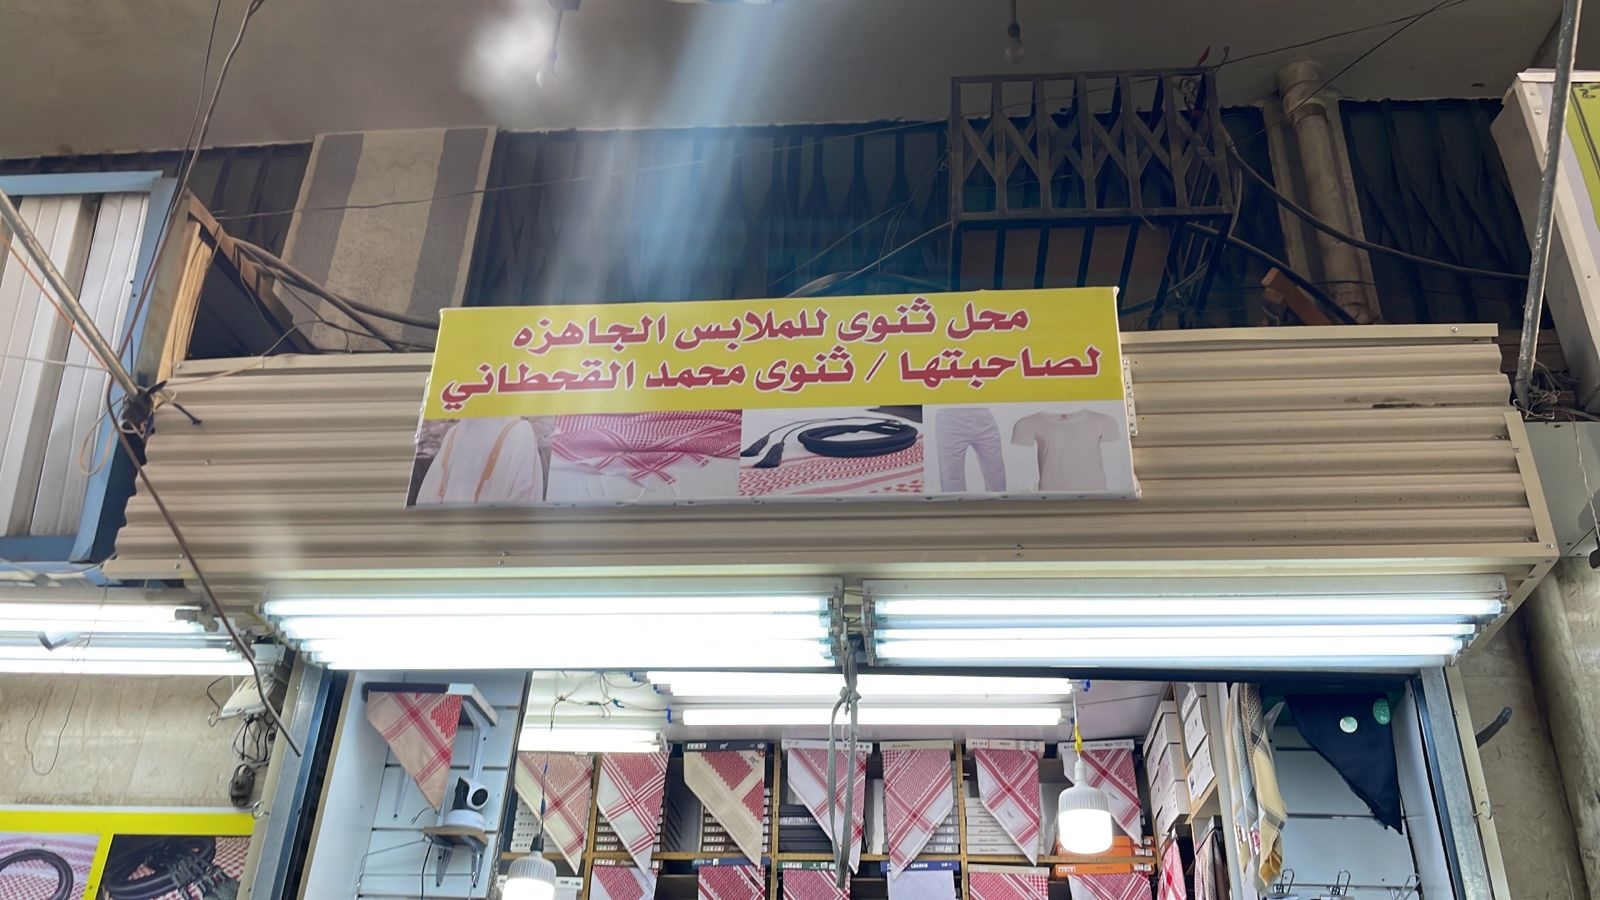 محل ثنوى للملابس الجاهزه
لصاحبتها / ثنوى محمد القحطاني